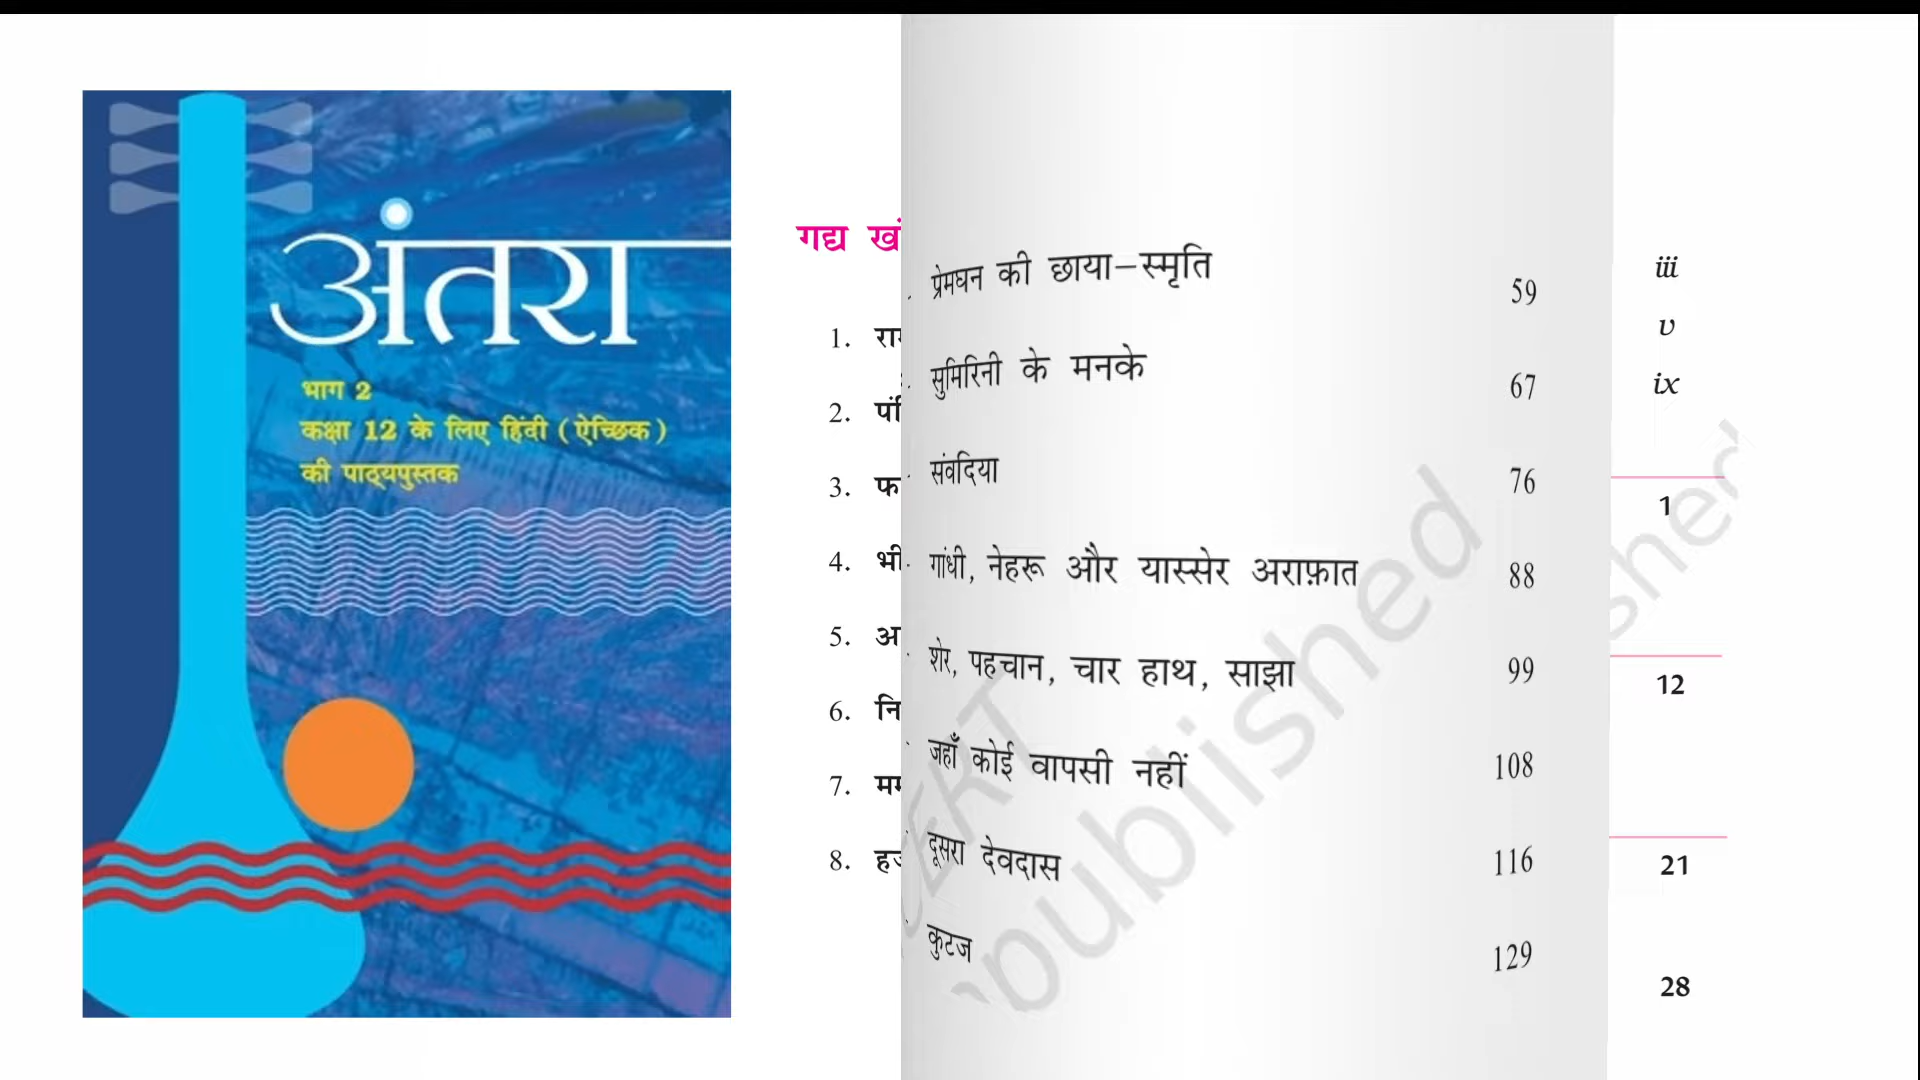 अंतरा
भाग 2
कक्षा 12 के लिए हिंदी (ऐच्छिक)
की पाठ्यपुस्तक
गद्य
1.
2.
3.
4.
5.
6.
7.
8.
प्रेमघन की छाया–स्मृति 59
सुमिरिनी के मनके 67
संवदिया 76
गांधी, नेहरू और यास्सेर अराफ़ात 88
शेर, पहचान, चार हाथ, साझा 99
जहाँ कोई वापसी नहीं 108
दूसरा देवदास 116
कुटज 129
published
iii
v
ix
1
12
21
28